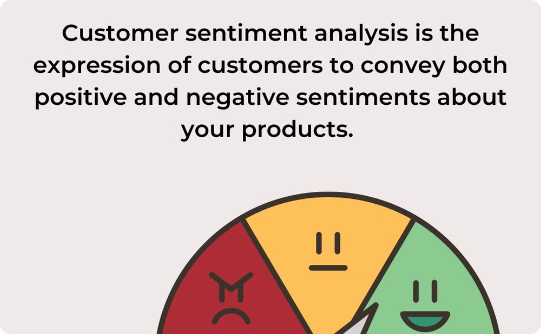 Customer sentiment analysis is the
expression of customers to convey both
positive and negative sentiments about
your products.